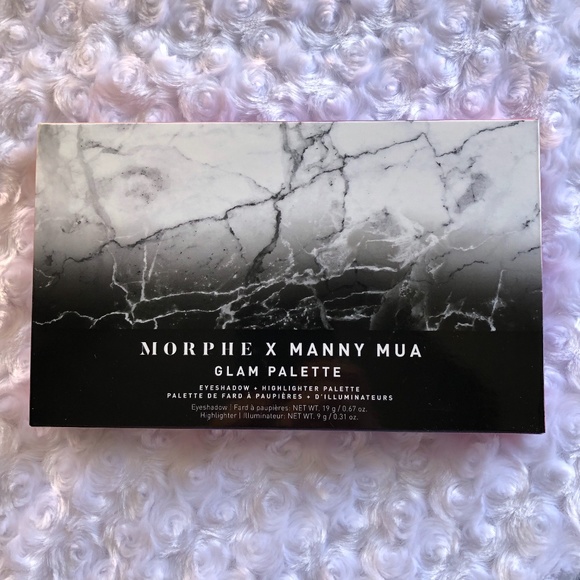 MORPHE X MANNY MUA
GLAM PALETTE
EYESHADOW + HIGHLIGHTER PALETTE
PALETTE DE FARD À PAUPIÈRES + D'ILLUMINATEURS
Eyeshadow | Fard à paupières: NET WT. 19 g / 0.67 oz.
Highlighter | Illuminateur: NET WT. 9 g / 0.31 oz.